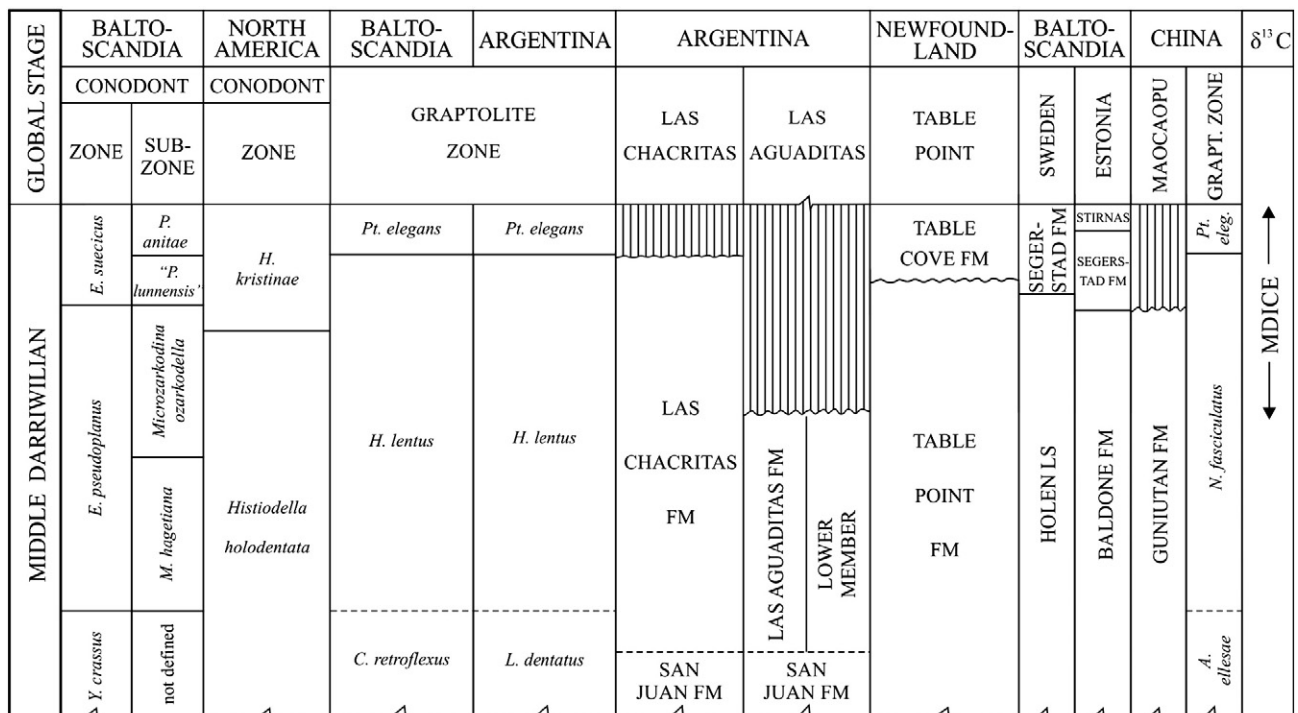 GLOBAL STAGE
BALTO-
SCANDIA
NORTH
AMERICA
BALTO-
SCANDIA
ARGENTINA
ARGENTINA
NEWFOUND-
LAND
BALTO-
SCANDIA
CHINA
δ¹³C
CONODONT
CONODONT
GRAPTOLITE
ZONE
ZONE
SUB-
ZONE
ZONE
LAS
CHACRITAS
LAS
AGUADITAS
TABLE
POINT
SWEDEN
ESTONIA
MAOCAOPU
GRAPT. ZONE
MIDDLE DARRIWILIAN
E. suecicus
P.
anitae
"P.
lunnensis"
H.
kristinae
Pt. elegans
Pt. elegans
TABLE
COVE FM
SEGER-
STAD FM
STIRNAS
SEGERS-
TAD FM
Pt.
eleg.
MDICE
E. pseudoplanus
Microzarkodina
ozarkodella
M. hagetiana
Histiodella
holodentata
H. lentus
H. lentus
LAS
CHACRITAS
FM
LAS AGUADITAS FM
LOWER
MEMBER
TABLE
POINT
FM
HOLEN LS
BALDONE FM
GUNIUTAN FM
N. fasciculatus
Y. crassus
not defined
C. retroflexus
L. dentatus
SAN
JUAN FM
SAN
JUAN FM
A.
ellesae